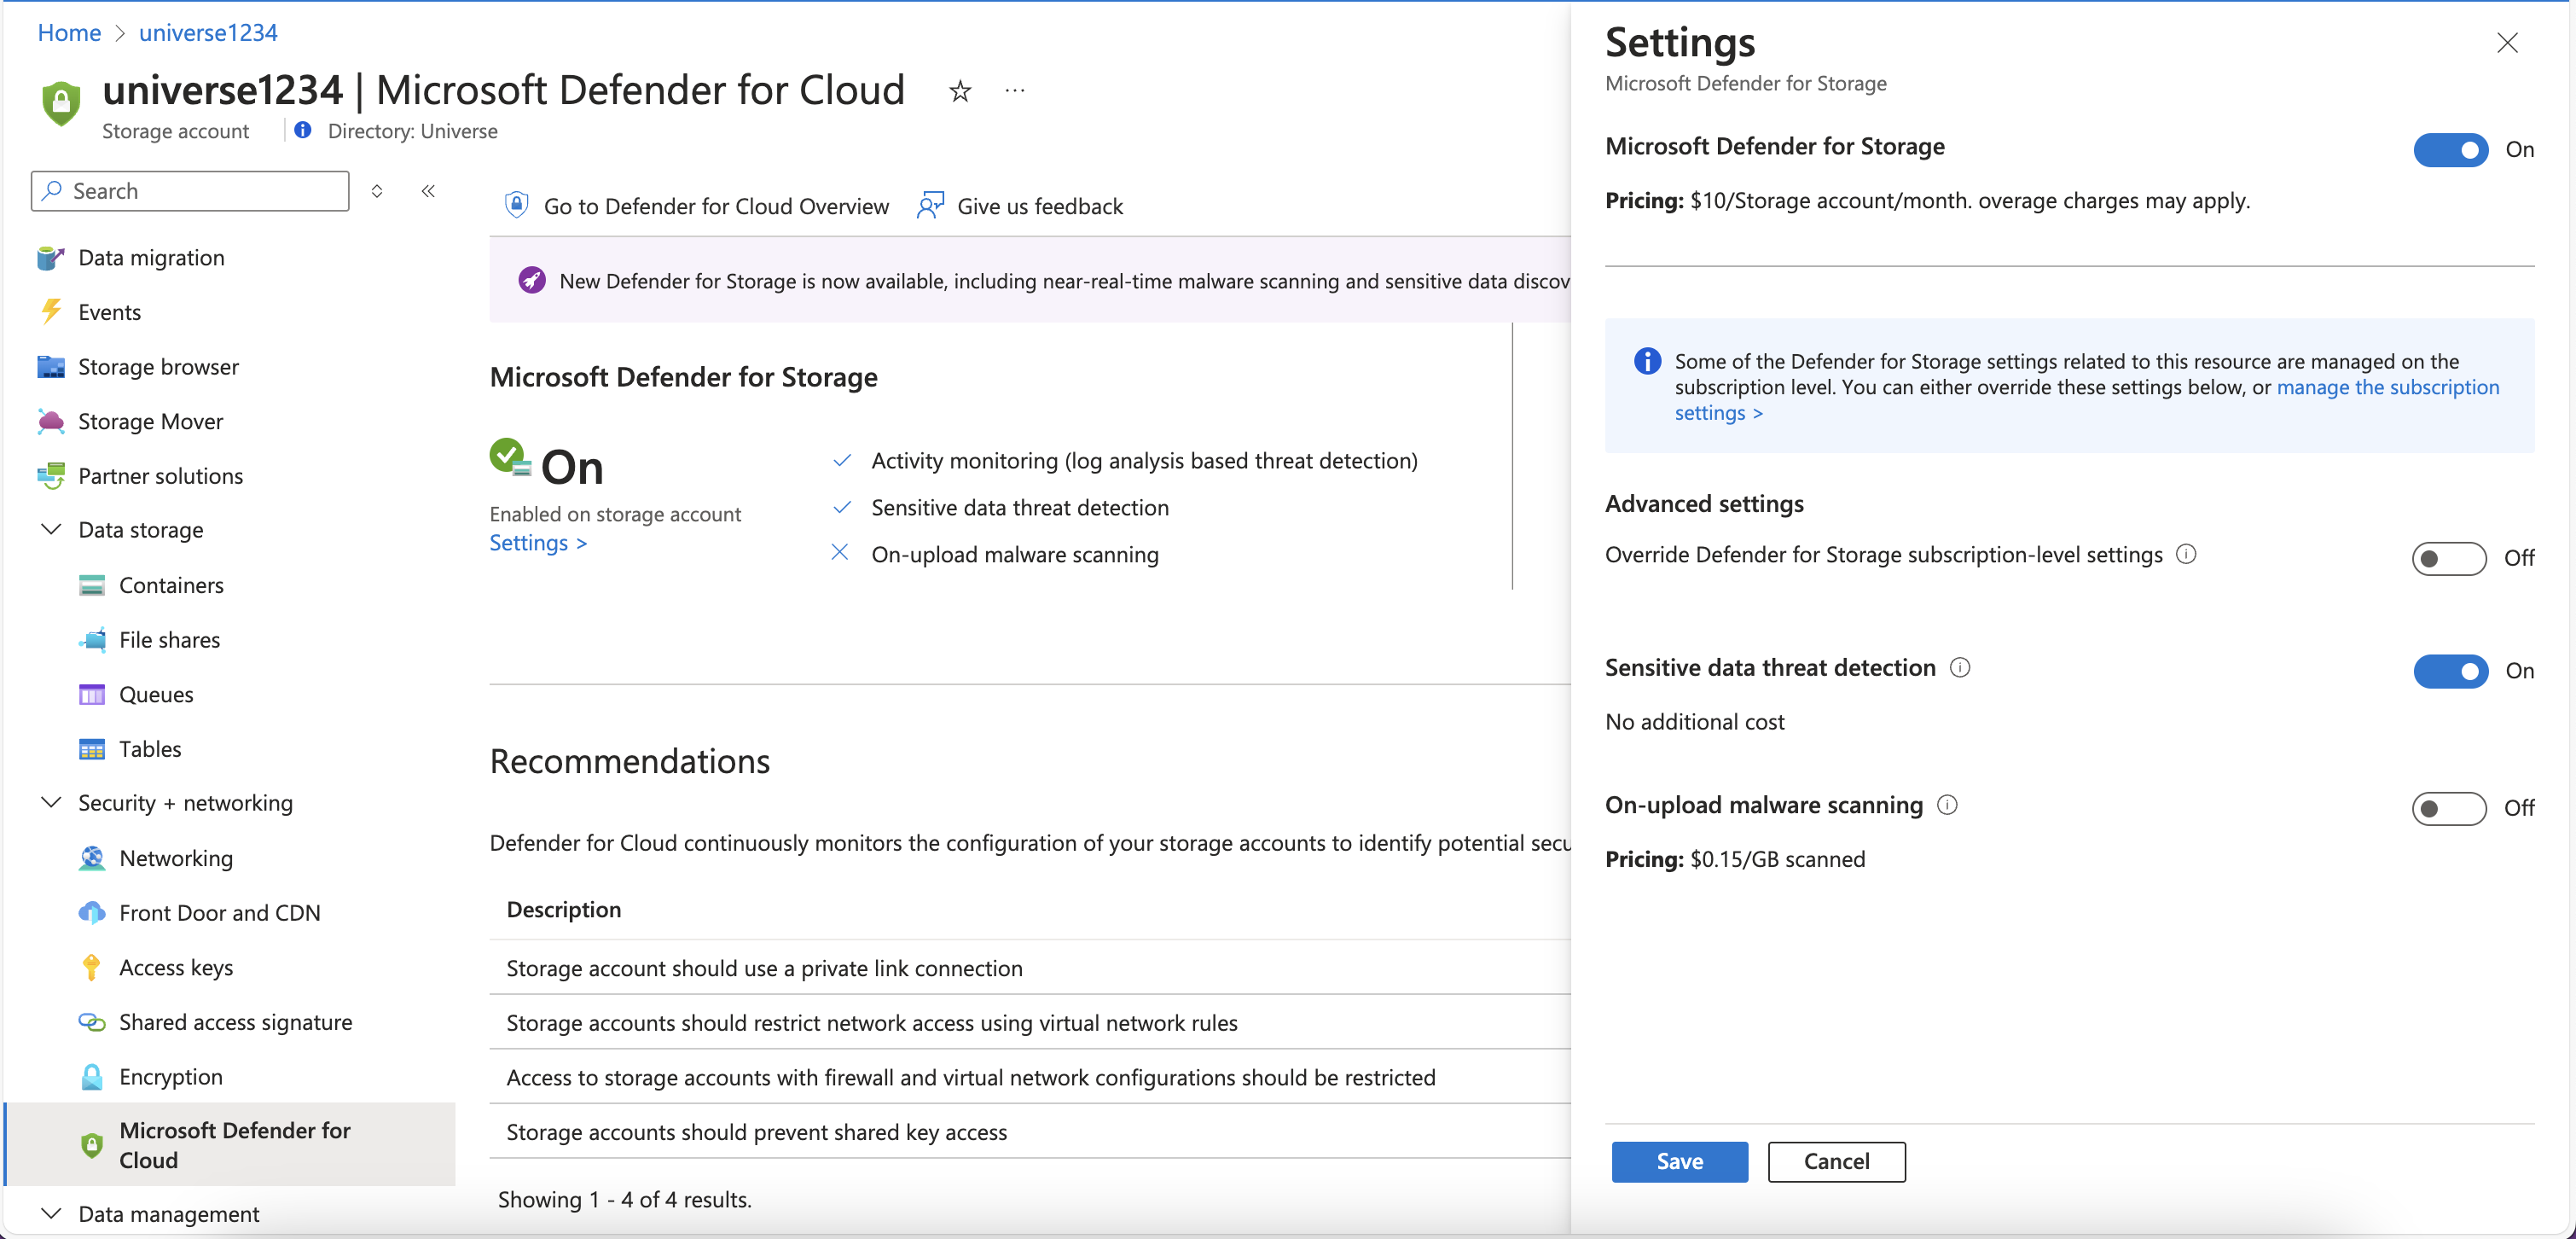 Home > universe1234
universe1234 | Microsoft Defender for Cloud
Storage account
Directory: Universe
Search
Data migration
Events
Storage browser
Storage Mover
Partner solutions
Data storage
Containers
File shares
Queues
Tables
Security + networking
Networking
Front Door and CDN
Access keys
Shared access signature
Encryption
Microsoft Defender for
Cloud
Data management
Go to Defender for Cloud Overview
Give us feedback
New Defender for Storage is now available, including near-real-time malware scanning and sensitive data discov
Microsoft Defender for Storage
On
Enabled on storage account
Settings >
Activity monitoring (log analysis based threat detection)
Sensitive data threat detection
On-upload malware scanning
Recommendations
Defender for Cloud continuously monitors the configuration of your storage accounts to identify potential secu
Description
Storage account should use a private link connection
Storage accounts should restrict network access using virtual network rules
Access to storage accounts with firewall and virtual network configurations should be restricted
Storage accounts should prevent shared key access
Showing 1 - 4 of 4 results.
Settings
Microsoft Defender for Storage
Microsoft Defender for Storage
On
Pricing: $10/Storage account/month. overage charges may apply.
Some of the Defender for Storage settings related to this resource are managed on the
subscription level. You can either override these settings below, or manage the subscription
settings >
Advanced settings
Override Defender for Storage subscription-level settings
Off
Sensitive data threat detection
On
No additional cost
On-upload malware scanning
Off
Pricing: $0.15/GB scanned
Save
Cancel